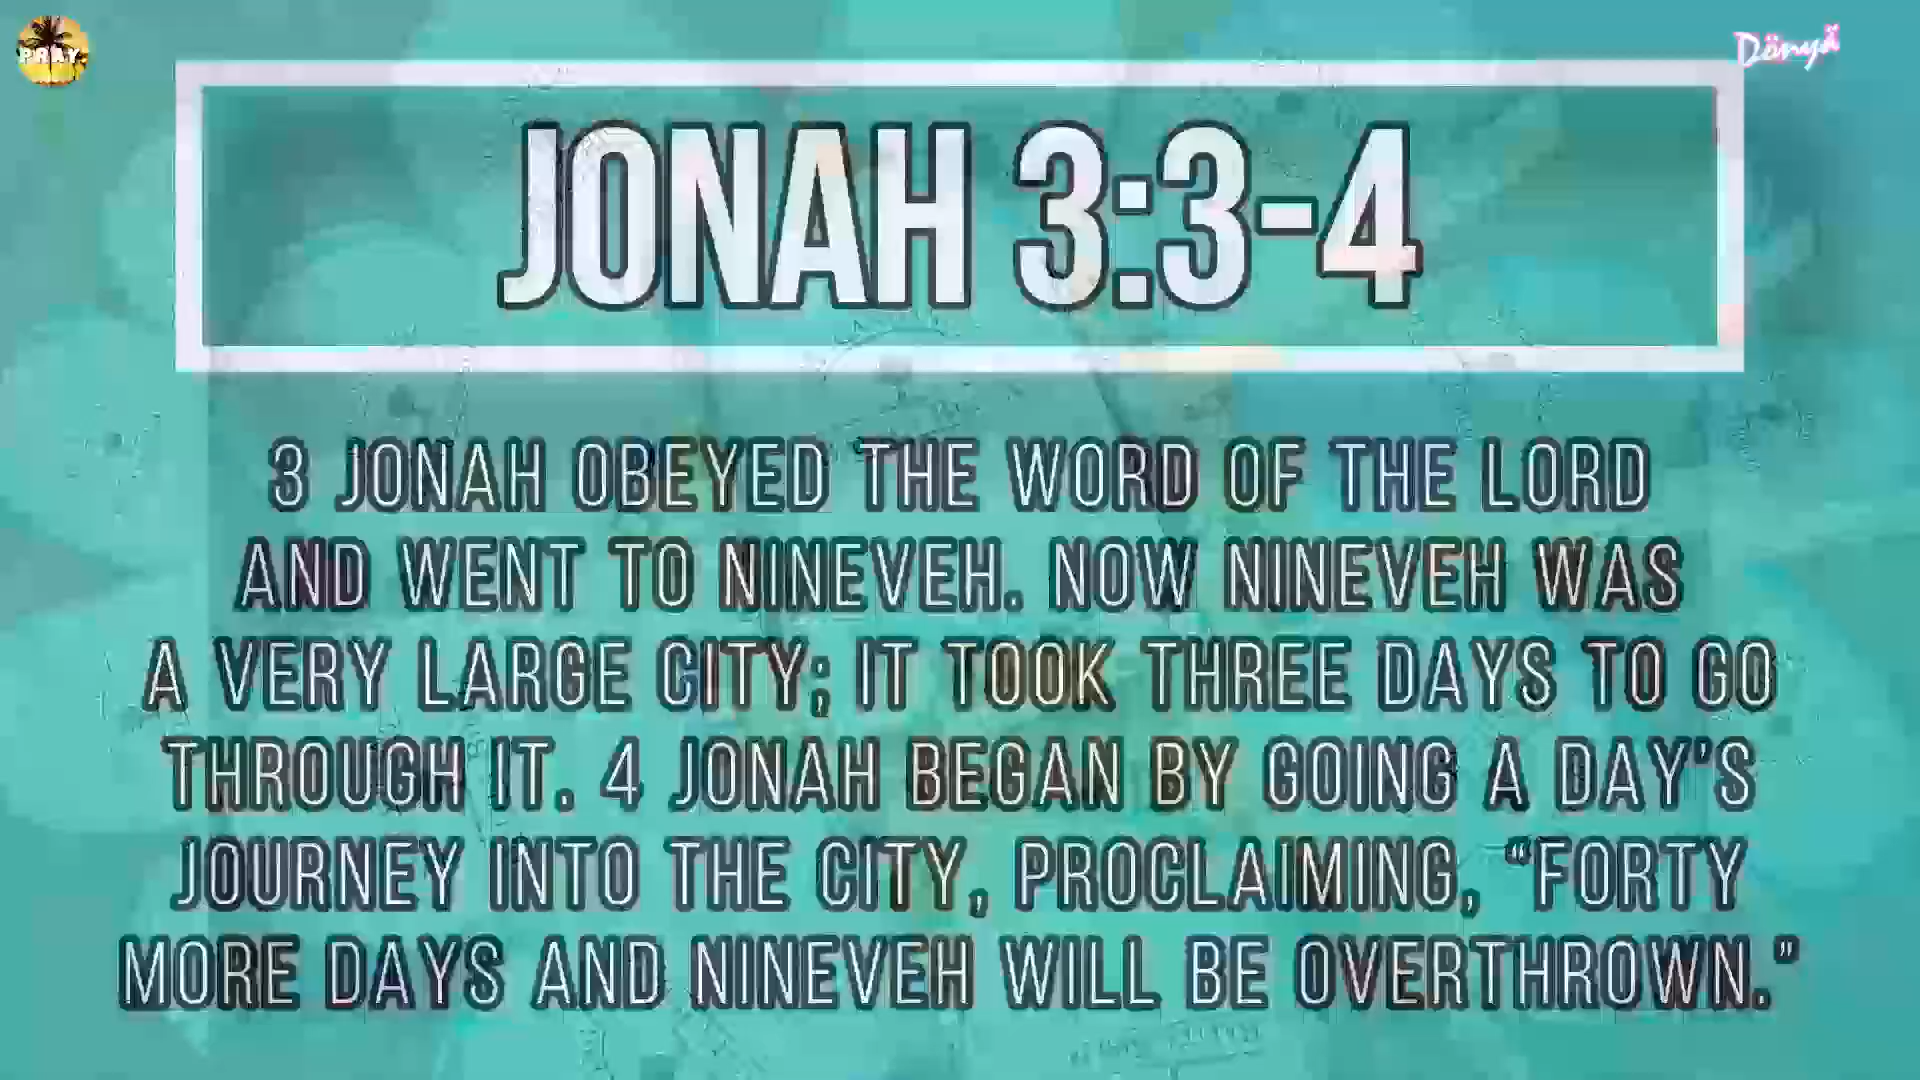 PRAY
Dönyä
JONAH 3:3-4
3 JONAH OBEYED THE WORD OF THE LORD
AND WENT TO NINEVEH. NOW NINEVEH WAS
A VERY LARGE CITY; IT TOOK THREE DAYS TO GO
THROUGH IT. 4 JONAH BEGAN BY GOING A DAY'S
JOURNEY INTO THE CITY, PROCLAIMING, “FORTY
MORE DAYS AND NINEVEH WILL BE OVERTHROWN.”